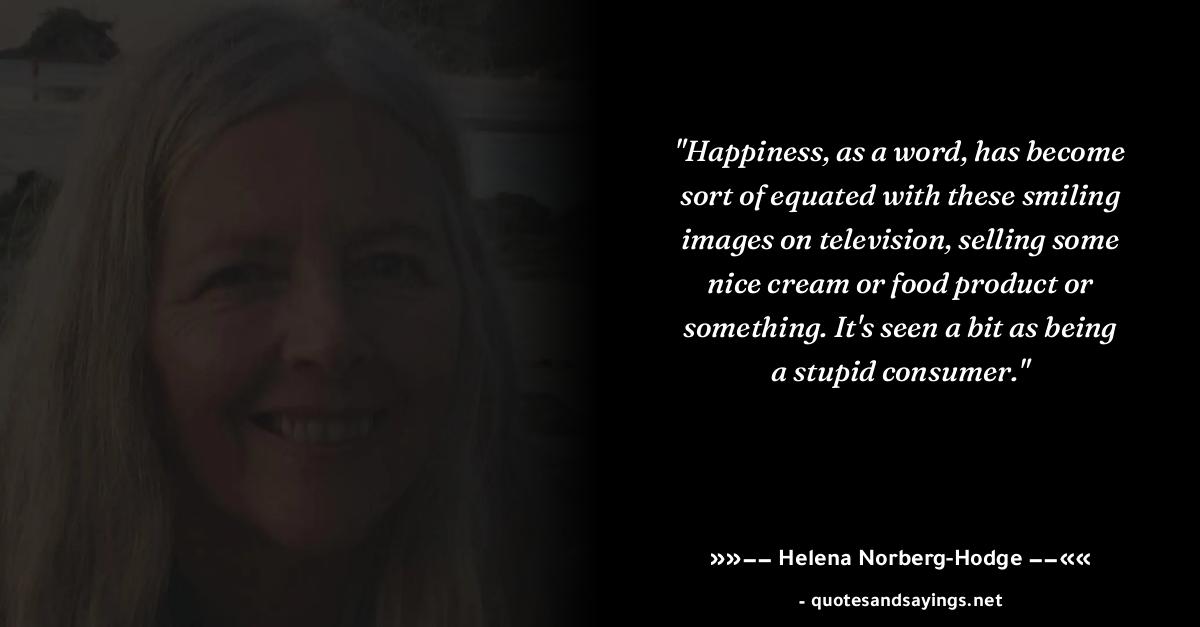 "Happiness, as a word, has become
sort of equated with these smiling
images on television, selling some
nice cream or food product or
something. It's seen a bit as being
a stupid consumer."
»»–– Helena Norberg-Hodge ––««
- quotesandsayings.net